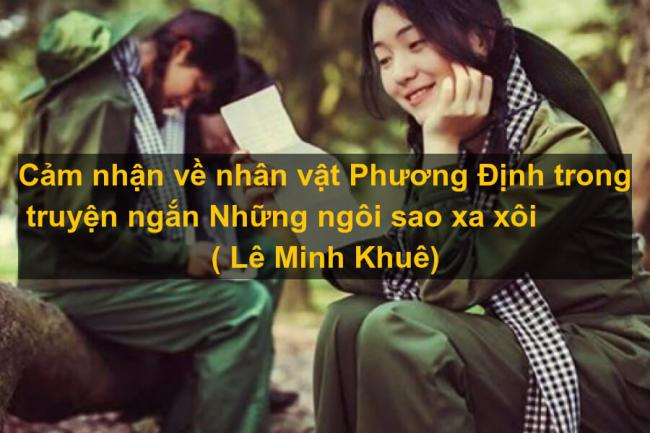 Cảm nhận về nhân vật Phương Định trong
truyện ngắn Những ngôi sao xa xôi
( Lê Minh Khuê)